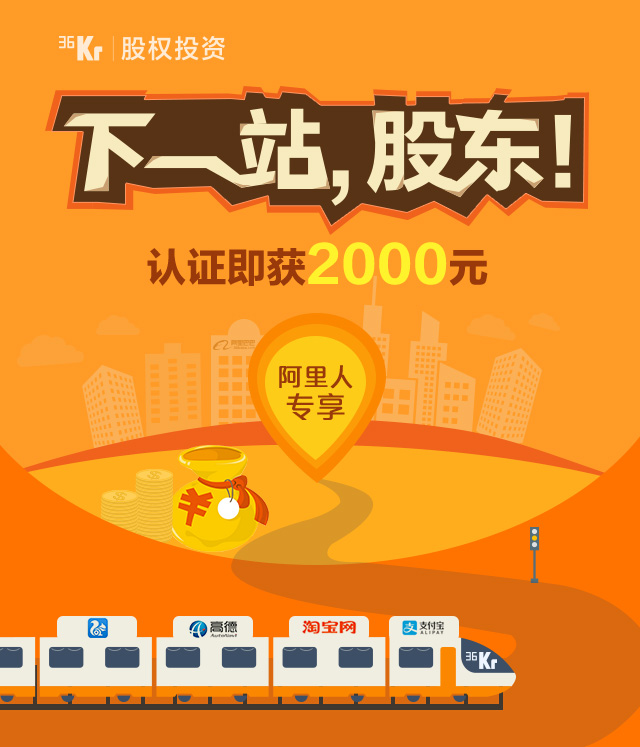 36Kr 股权投资
下一站,股东!
认证即获2000元
阿里人
专享
高德
AutoNavi
淘宝网
支付宝
ALIPAY
36Kr